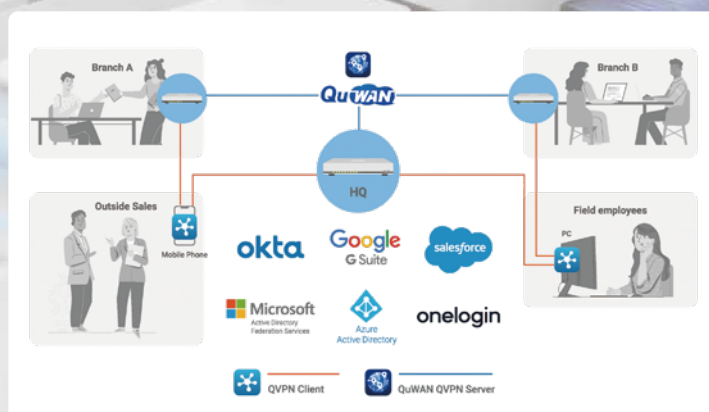 Branch A
QuWAN
Branch B
HQ
Outside Sales
Mobile Phone
Field employees
PC
okta
Google
G Suite
salesforce
Microsoft
Active Directory
Federation Services
Azure
Active Directory
onelogin
QVPN Client
QuWAN QVPN Server